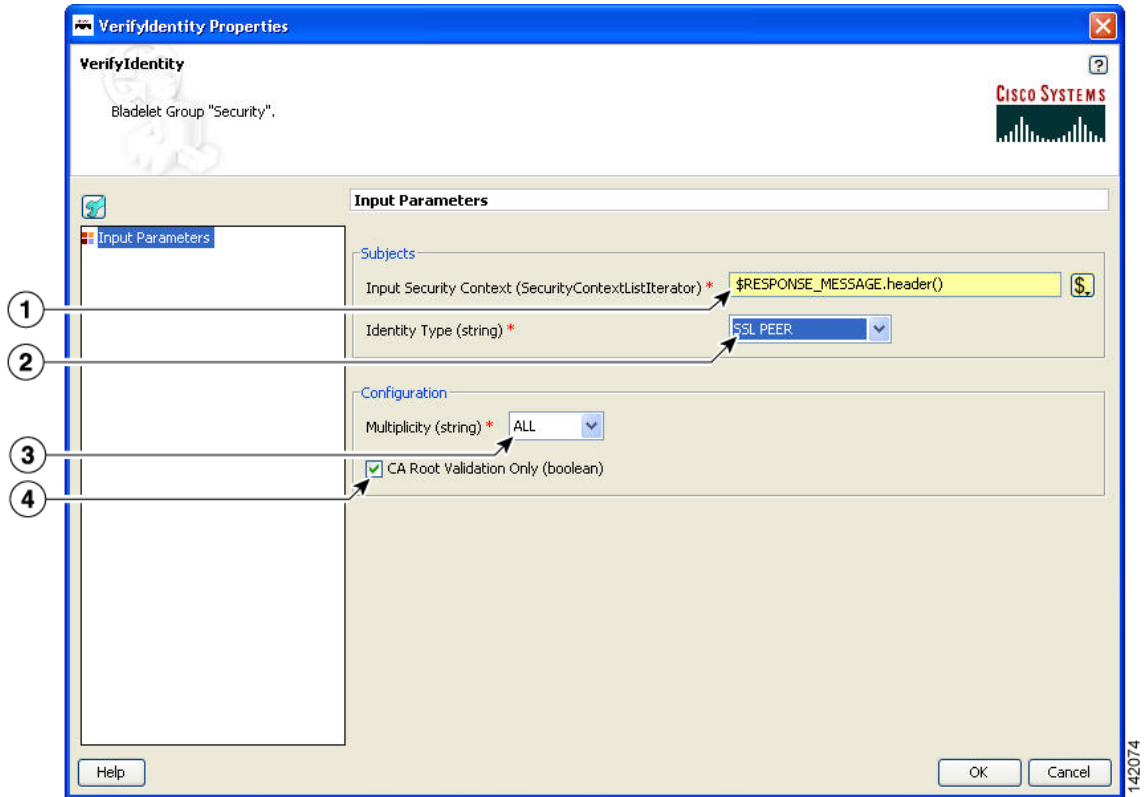 VerifyIdentity Properties
VerifyIdentity
Bladelet Group "Security".
CISCO SYSTEMS
Input Parameters
Input Parameters
Subjects
1
Input Security Context (SecurityContextListIterator) * $RESPONSE_MESSAGE.header() $
2
Identity Type (string) * SSL PEER
Configuration
3
Multiplicity (string) * ALL
4
CA Root Validation Only (boolean)
Help
OK
Cancel
142074